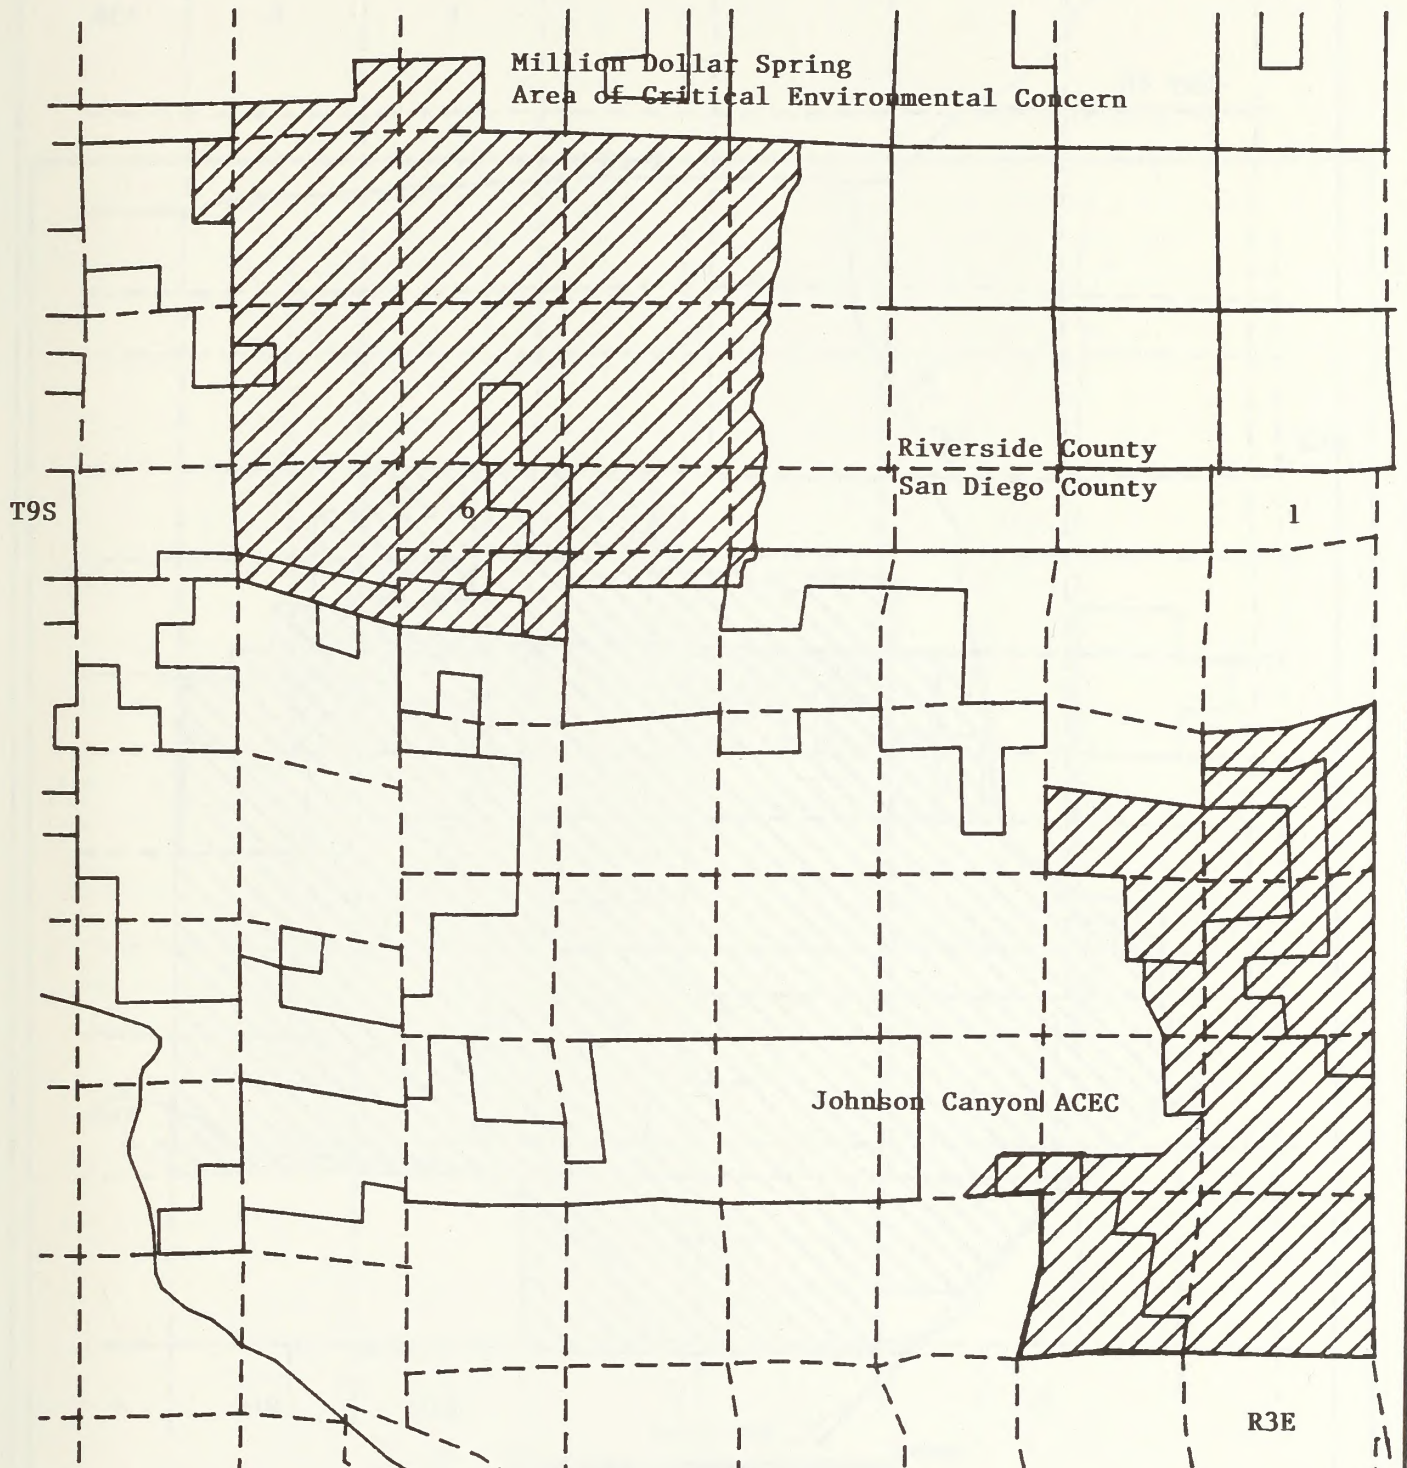 Million Dollar Spring
Area of Critical Environmental Concern
Riverside County
San Diego County
T9S
6
1
Johnson Canyon ACEC
R3E